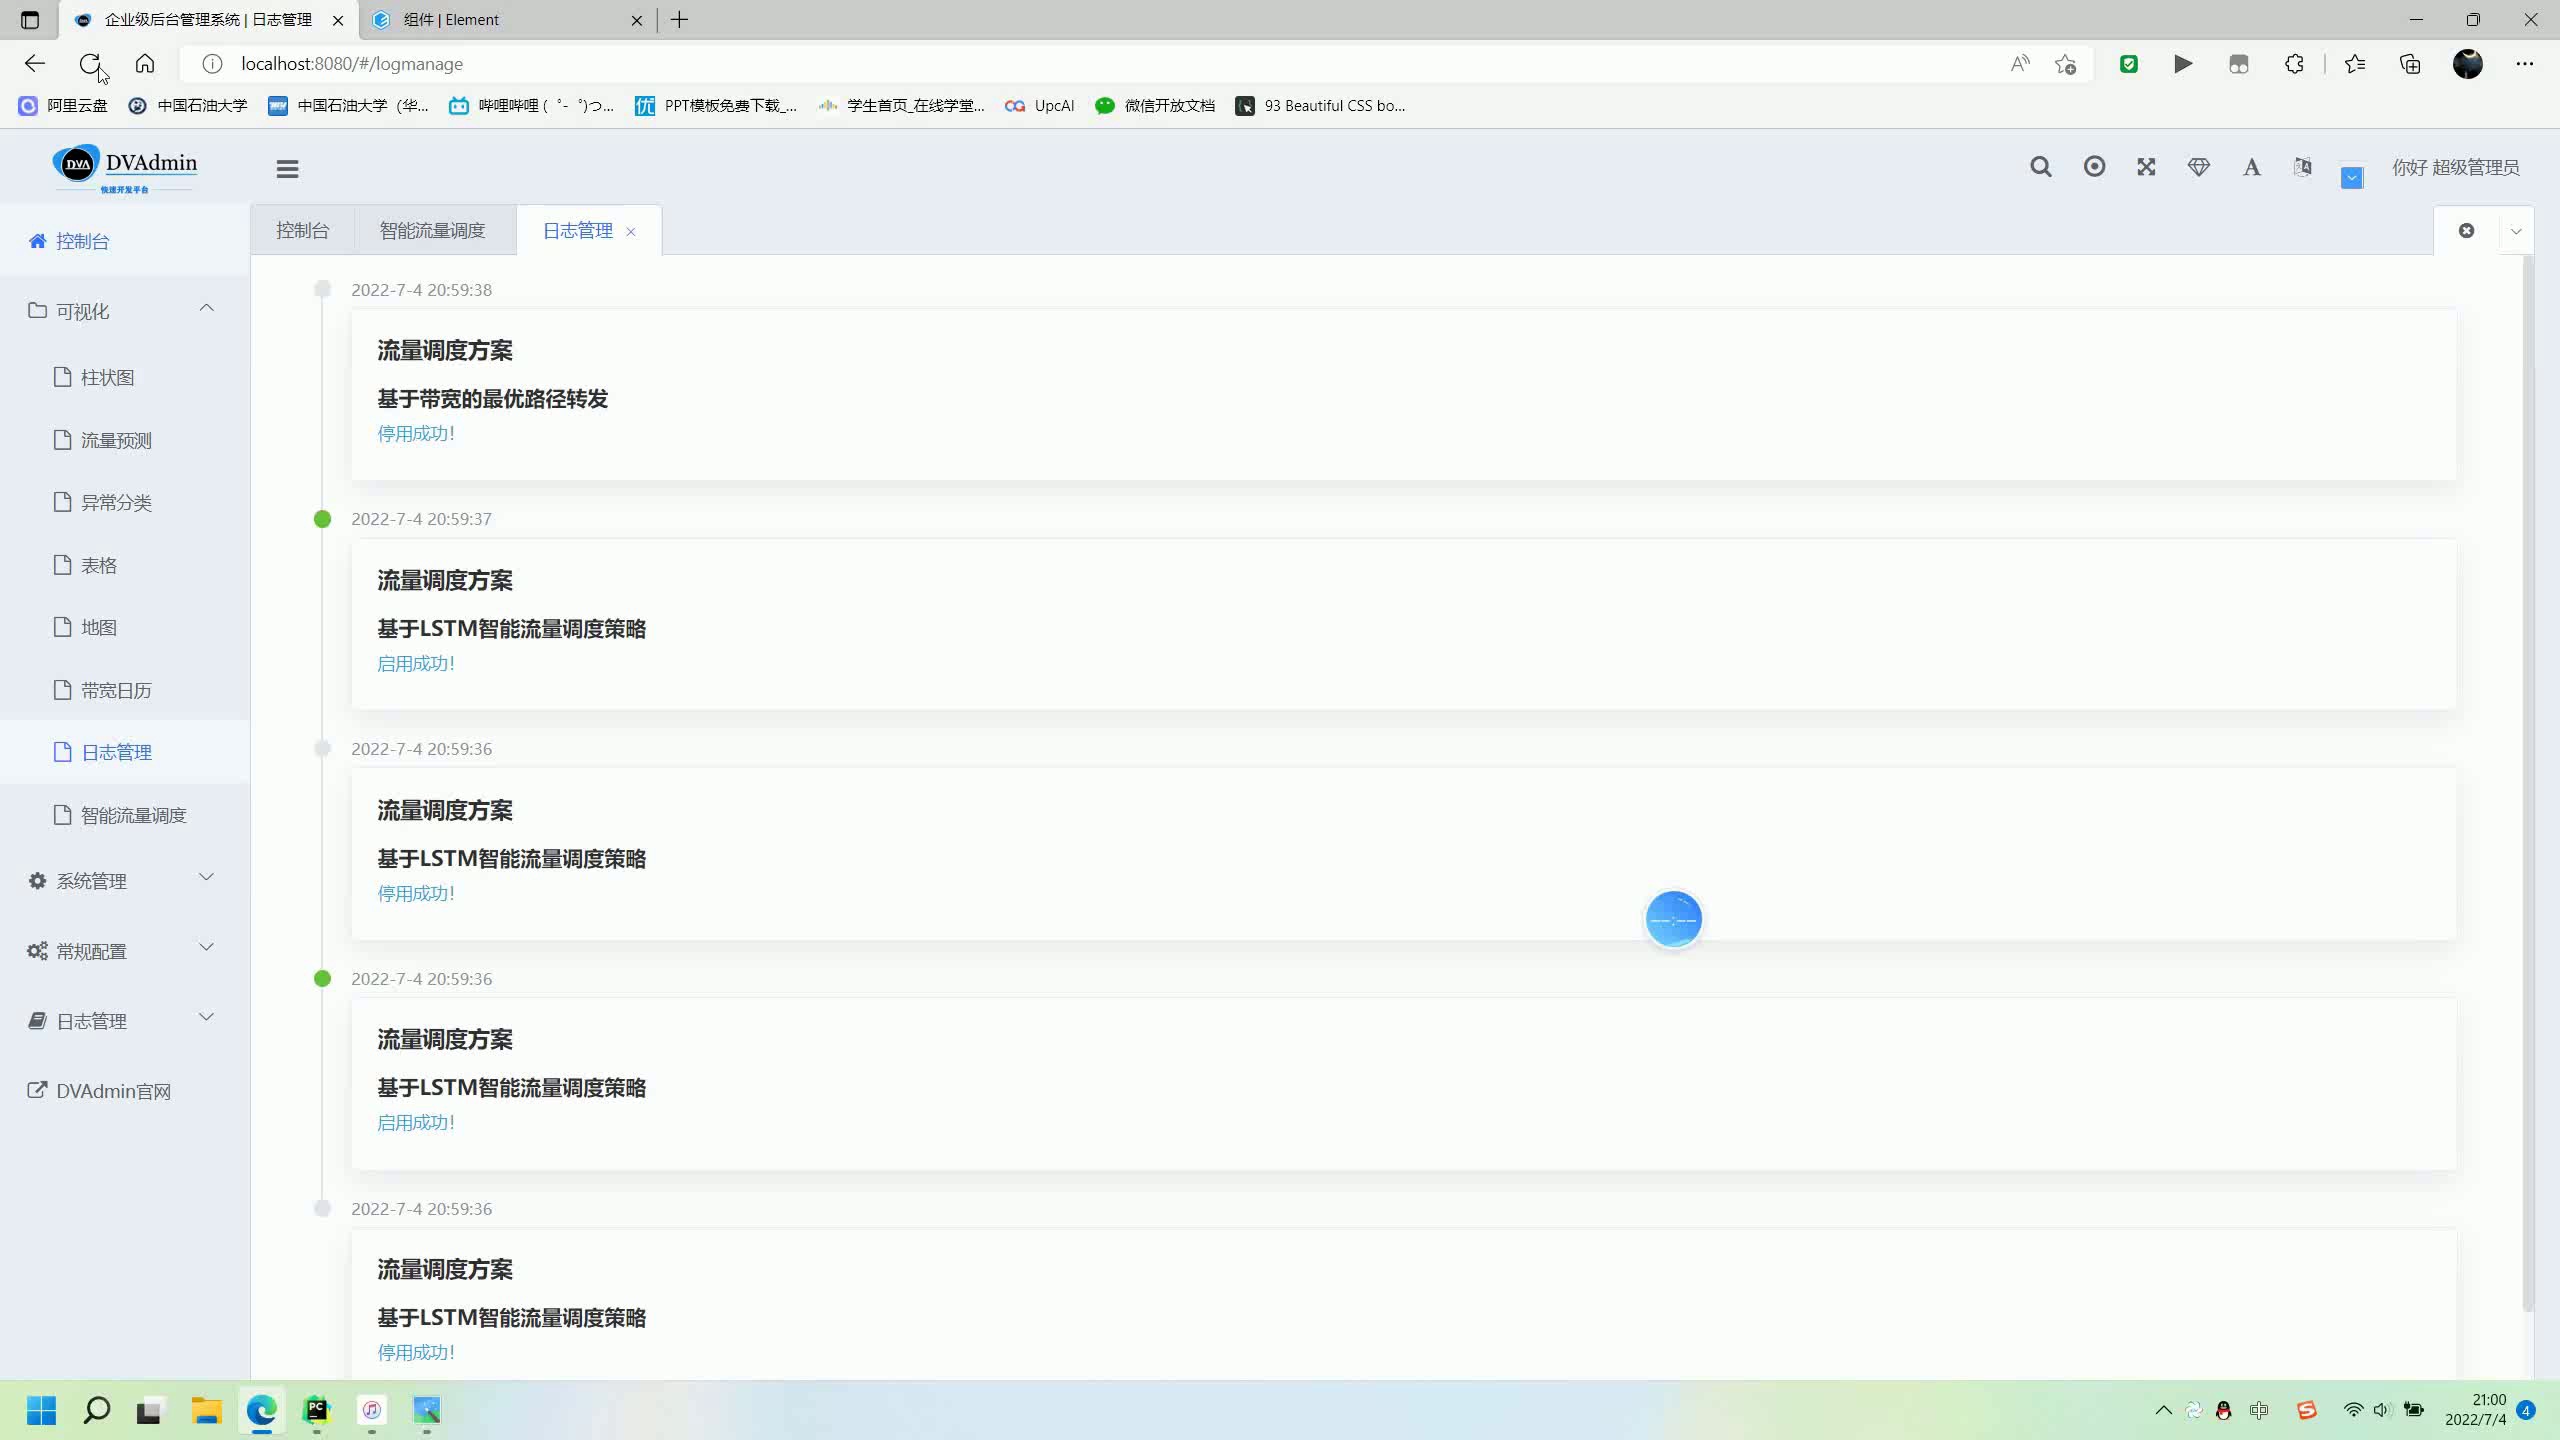 企业级后台管理系统 | 日志管理
组件 | Element
localhost:8080/#/logmanage
阿里云盘
中国石油大学
中国石油大学（华...
哔哩哔哩 ( ゜- ゜)つ...
优
PPT模板免费下载_...
学生首页_在线学堂...
UpcAI
微信开放文档
93 Beautiful CSS bo...
DVA
DVAdmin
快速开发平台
你好 超级管理员
控制台
智能流量调度
日志管理
控制台
可视化
柱状图
流量预测
异常分类
表格
地图
带宽日历
日志管理
智能流量调度
系统管理
常规配置
日志管理
DVAdmin官网
2022-7-4 20:59:38
流量调度方案
基于带宽的最优路径转发
停用成功！
2022-7-4 20:59:37
流量调度方案
基于LSTM智能流量调度策略
启用成功！
2022-7-4 20:59:36
流量调度方案
基于LSTM智能流量调度策略
停用成功！
2022-7-4 20:59:36
流量调度方案
基于LSTM智能流量调度策略
启用成功！
2022-7-4 20:59:36
流量调度方案
基于LSTM智能流量调度策略
停用成功！
PC
中
21:00
2022/7/4
4